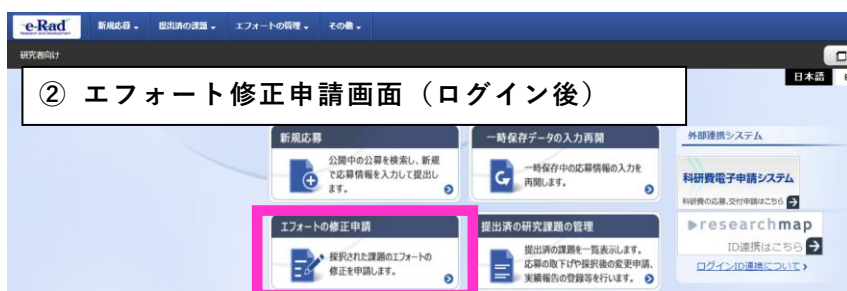 e-Rad
新規応募 提出済の課題 エフォートの管理 その他
研究者向け
日本語
② エフォート修正申請画面（ログイン後）
新規応募
公開中の公募を検索し、新規
で応募情報を入力して提出し
ます。
一時保存データの入力再開
一時保存中の応募情報の入力を
再開します。
外部連携システム
科研費電子申請システム
科研費の応募、交付申請はこちら
エフォートの修正申請
採択された課題のエフォートの
修正を申請します。
提出済の研究課題の管理
提出済の課題を一覧表示します。
応募の取下げや採択後の変更申請、
実績報告の登録等を行います。
researchmap
ID連携はこちら
ログインID連携について